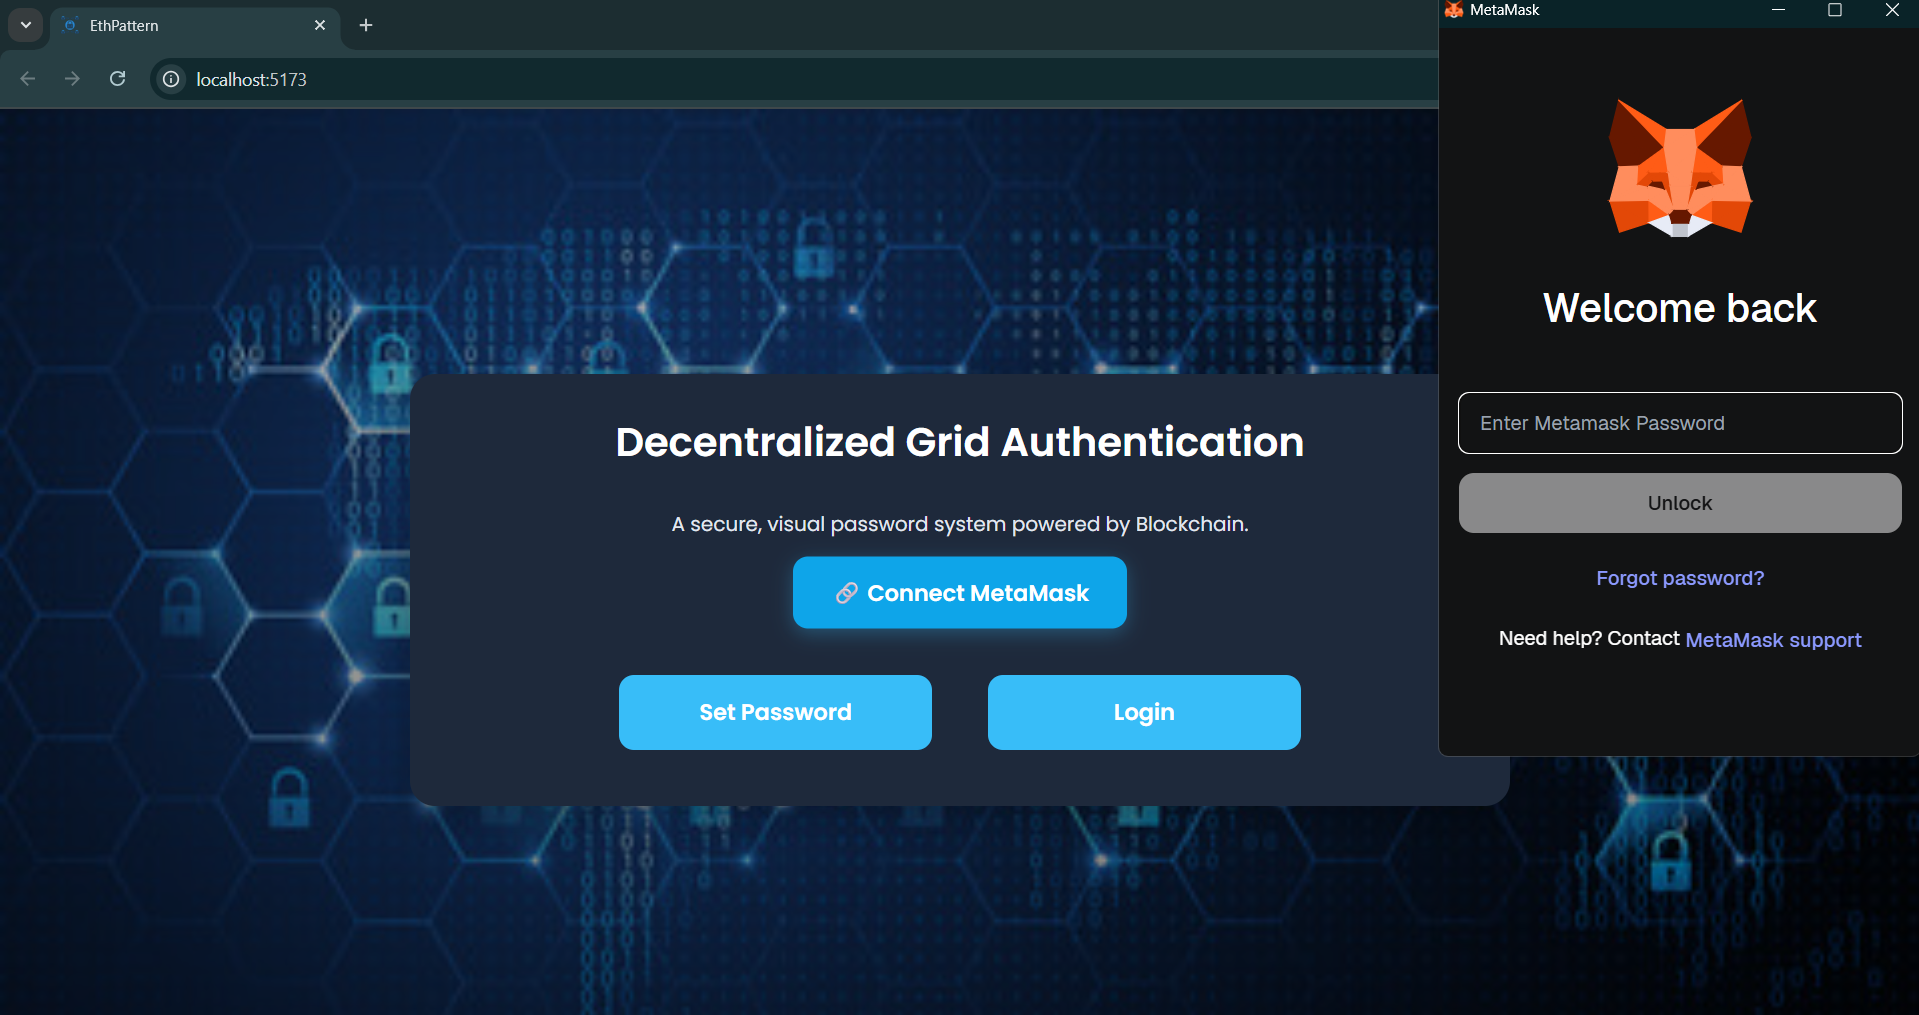 EthPattern
localhost:5173
Decentralized Grid Authentication
A secure, visual password system powered by Blockchain.
🔗 Connect MetaMask
Set Password
Login
MetaMask
Welcome back
Enter Metamask Password
Unlock
Forgot password?
Need help? Contact MetaMask support